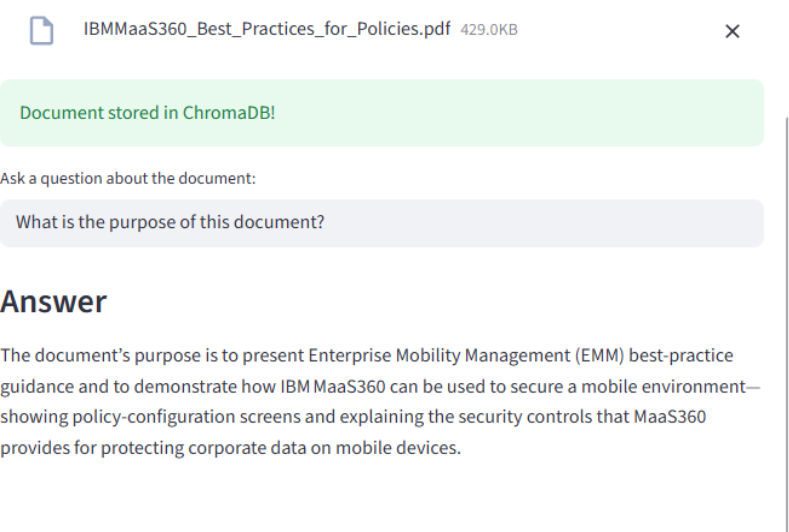 IBMMaaS360_Best_Practices_for_Policies.pdf 429.0KB
Document stored in ChromaDB!
Ask a question about the document:
What is the purpose of this document?
Answer
The document’s purpose is to present Enterprise Mobility Management (EMM) best-practice
guidance and to demonstrate how IBM MaaS360 can be used to secure a mobile environment—
showing policy-configuration screens and explaining the security controls that MaaS360
provides for protecting corporate data on mobile devices.